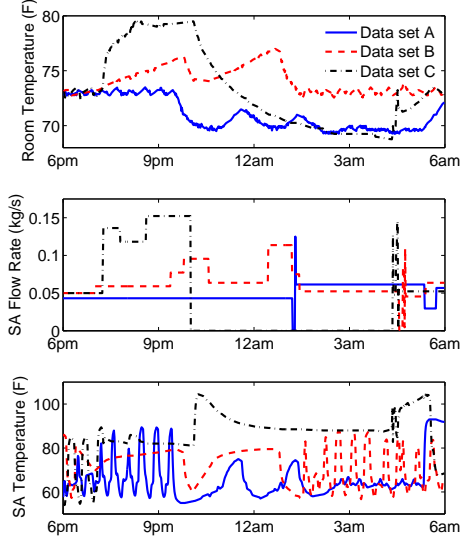 80
75
70
Room Temperature (F)
Data set A
Data set B
Data set C
6pm 9pm 12am 3am 6am
0.15
0.1
0.05
0
SA Flow Rate (kg/s)
6pm 9pm 12am 3am 6am
100
80
60
SA Temperature (F)
6pm 9pm 12am 3am 6am